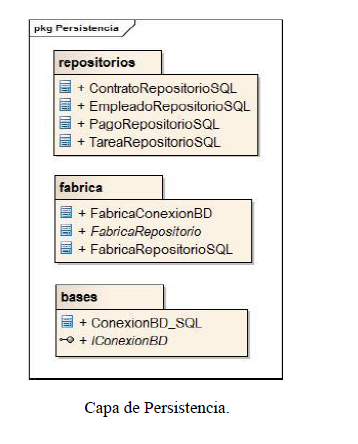 pkg Persistencia
repositorios
+ ContratoRepositorioSQL
+ EmpleadoRepositorioSQL
+ PagoRepositorioSQL
+ TareaRepositorioSQL
fabrica
+ FabricaConexionBD
+ FabricaRepositorio
+ FabricaRepositorioSQL
bases
+ ConexionBD_SQL
+ IConexionBD
Capa de Persistencia.